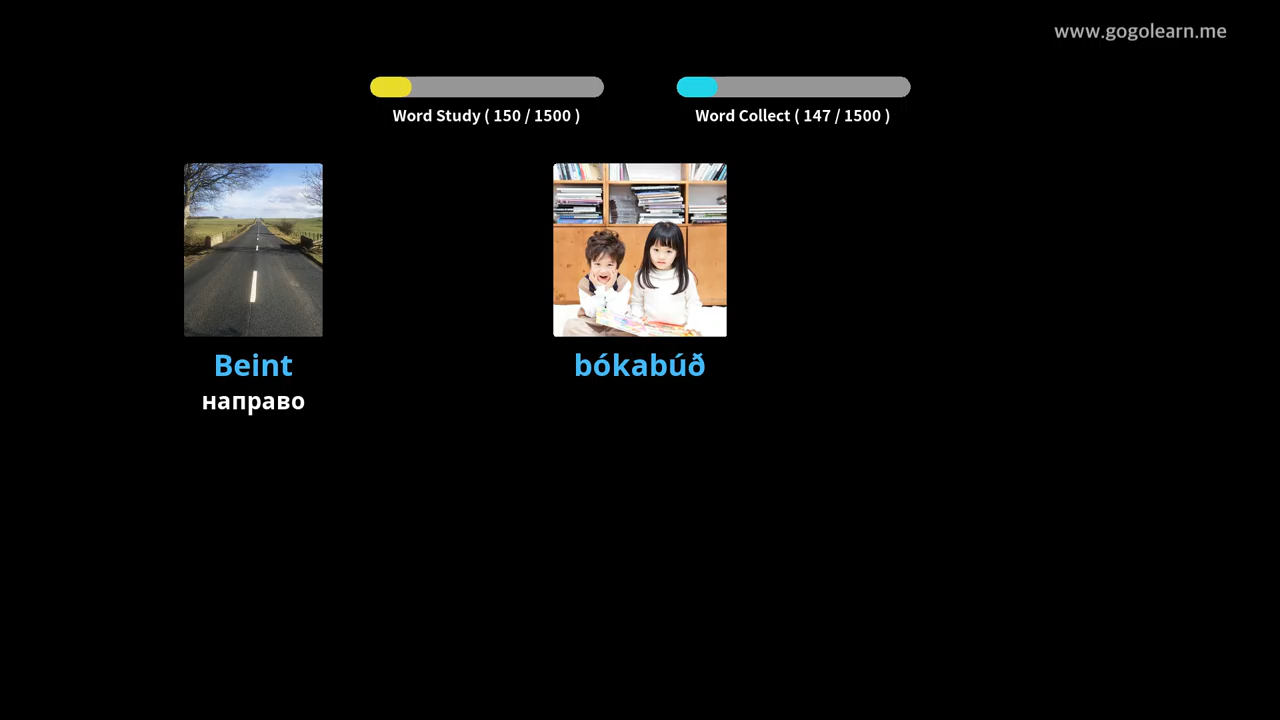 www.gogolearn.me
Word Study ( 150 / 1500 )
Word Collect ( 147 / 1500 )
Beint
направо
bókabúð